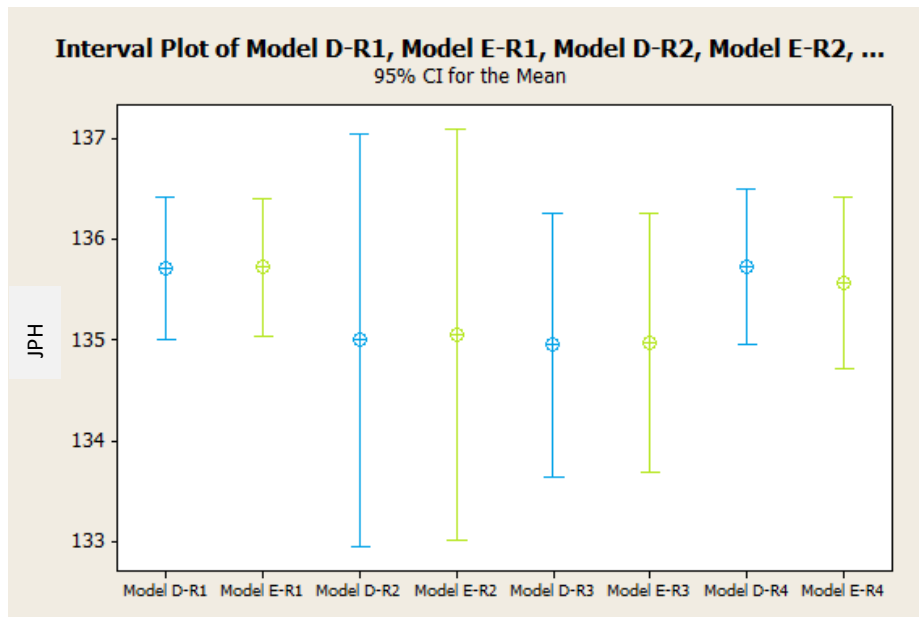 Interval Plot of Model D-R1, Model E-R1, Model D-R2, Model E-R2, ...
95% CI for the Mean
137
136
135
134
133
JPH
Model D-R1 Model E-R1 Model D-R2 Model E-R2 Model D-R3 Model E-R3 Model D-R4 Model E-R4